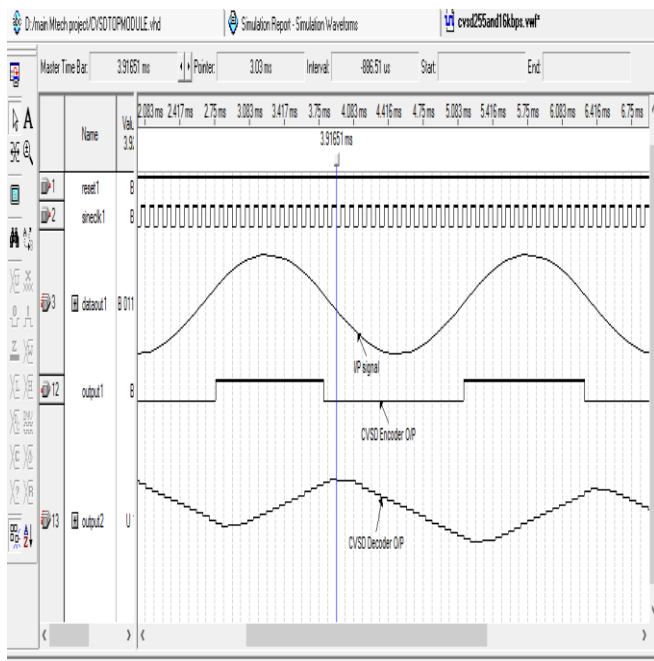 D:/main Mtech project/CVSDTOPMODULE.vhd
Simulation Report - Simulation Waveforms
cvsd255and16kbps.vwf*
Master Time Bar: 3.91651 ms Pointer: 3.03 ms Interval: -886.51 us Start: End:
A
Name
2.083 ms 2.417 ms 2.75 ms 3.083 ms 3.417 ms 3.75 ms 4.083 ms 4.416 ms 4.75 ms 5.083 ms 5.416 ms 5.75 ms 6.083 ms 6.416 ms 6.75 ms
3.91651 ms
1 reset1 B
2 sineclk1 B
3 dataout1 B 011
I/P signal
12 output1 B
CVSD Encoder O/P
13 output2 U
CVSD Decoder O/P